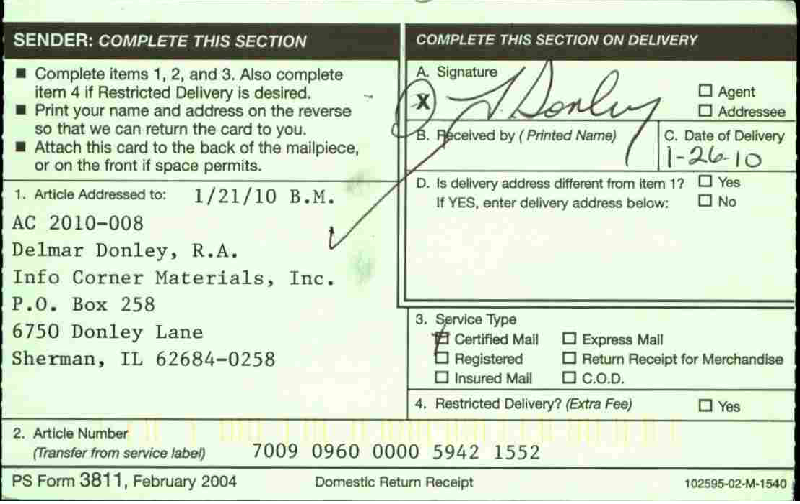 SENDER: COMPLETE THIS SECTION
■ Complete items 1, 2, and 3. Also complete
item 4 if Restricted Delivery is desired.
■ Print your name and address on the reverse
so that we can return the card to you.
■ Attach this card to the back of the mailpiece,
or on the front if space permits.
1. Article Addressed to: 1/21/10 B.M.
AC 2010-008
Delmar Donley, R.A.
Info Corner Materials, Inc.
P.O. Box 258
6750 Donley Lane
Sherman, IL 62684-0258
2. Article Number
(Transfer from service label) 7009 0960 0000 5942 1552
COMPLETE THIS SECTION ON DELIVERY
A. Signature
X Donley
☐ Agent
☐ Addressee
B. Received by (Printed Name)
C. Date of Delivery
1-26-10
D. Is delivery address different from item 1? ☐ Yes
If YES, enter delivery address below: ☐ No
3. Service Type
☐ Certified Mail ☐ Express Mail
☐ Registered ☐ Return Receipt for Merchandise
☐ Insured Mail ☐ C.O.D.
4. Restricted Delivery? (Extra Fee) ☐ Yes
PS Form 3811, February 2004 Domestic Return Receipt 102595-02-M-1540